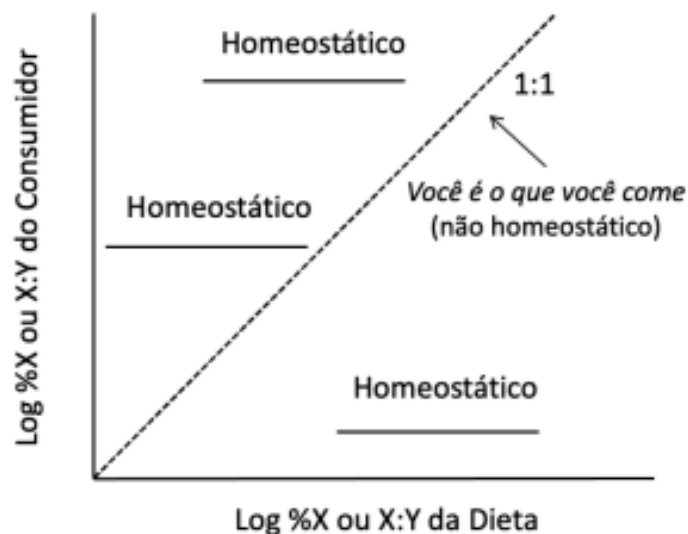 Homeostático
1:1
Você é o que você come
(não homeostático)
Homeostático
Homeostático
Log %X ou X:Y do Consumidor
Log %X ou X:Y da Dieta